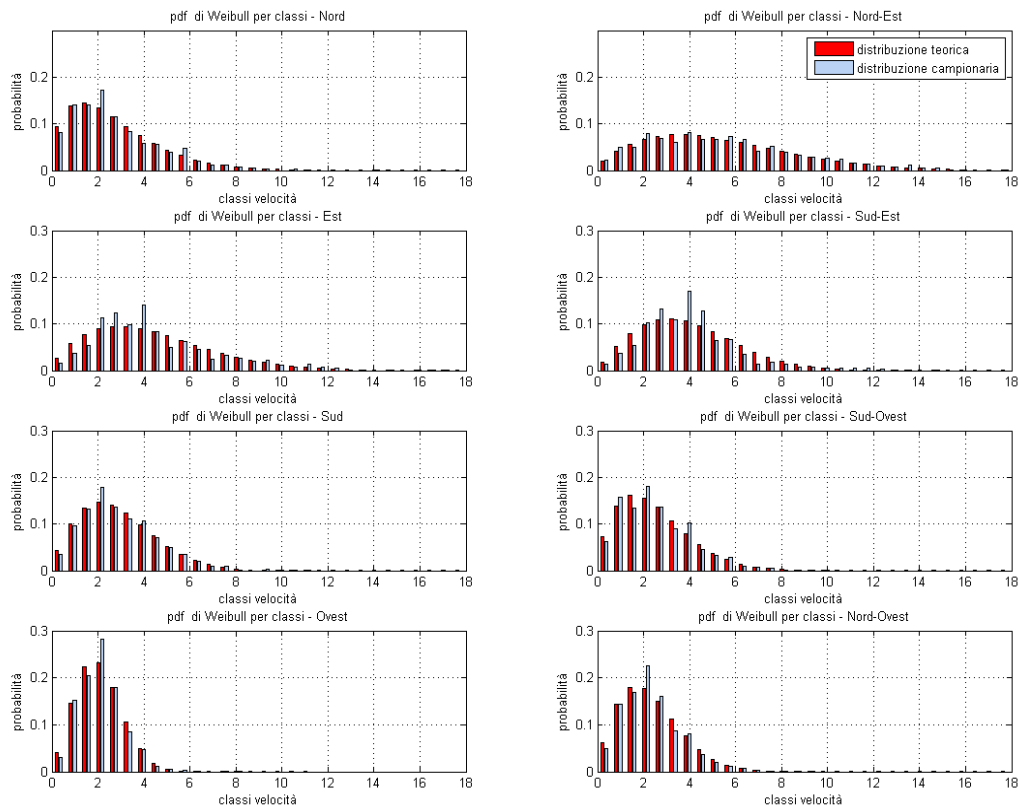 pdf di Weibull per classi - Nord
probabilità
0.2
0.1
0
0 2 4 6 8 10 12 14 16 18
classi velocità
pdf di Weibull per classi - Nord-Est
distribuzione teorica
distribuzione campionaria
probabilità
0.2
0.1
0
0 2 4 6 8 10 12 14 16 18
classi velocità
pdf di Weibull per classi - Est
probabilità
0.3
0.2
0.1
0
0 2 4 6 8 10 12 14 16 18
classi velocità
pdf di Weibull per classi - Sud-Est
probabilità
0.3
0.2
0.1
0
0 2 4 6 8 10 12 14 16 18
classi velocità
pdf di Weibull per classi - Sud
probabilità
0.3
0.2
0.1
0
0 2 4 6 8 10 12 14 16 18
classi velocità
pdf di Weibull per classi - Sud-Ovest
probabilità
0.3
0.2
0.1
0
0 2 4 6 8 10 12 14 16 18
classi velocità
pdf di Weibull per classi - Ovest
probabilità
0.3
0.2
0.1
0
0 2 4 6 8 10 12 14 16 18
classi velocità
pdf di Weibull per classi - Nord-Ovest
probabilità
0.3
0.2
0.1
0
0 2 4 6 8 10 12 14 16 18
classi velocità